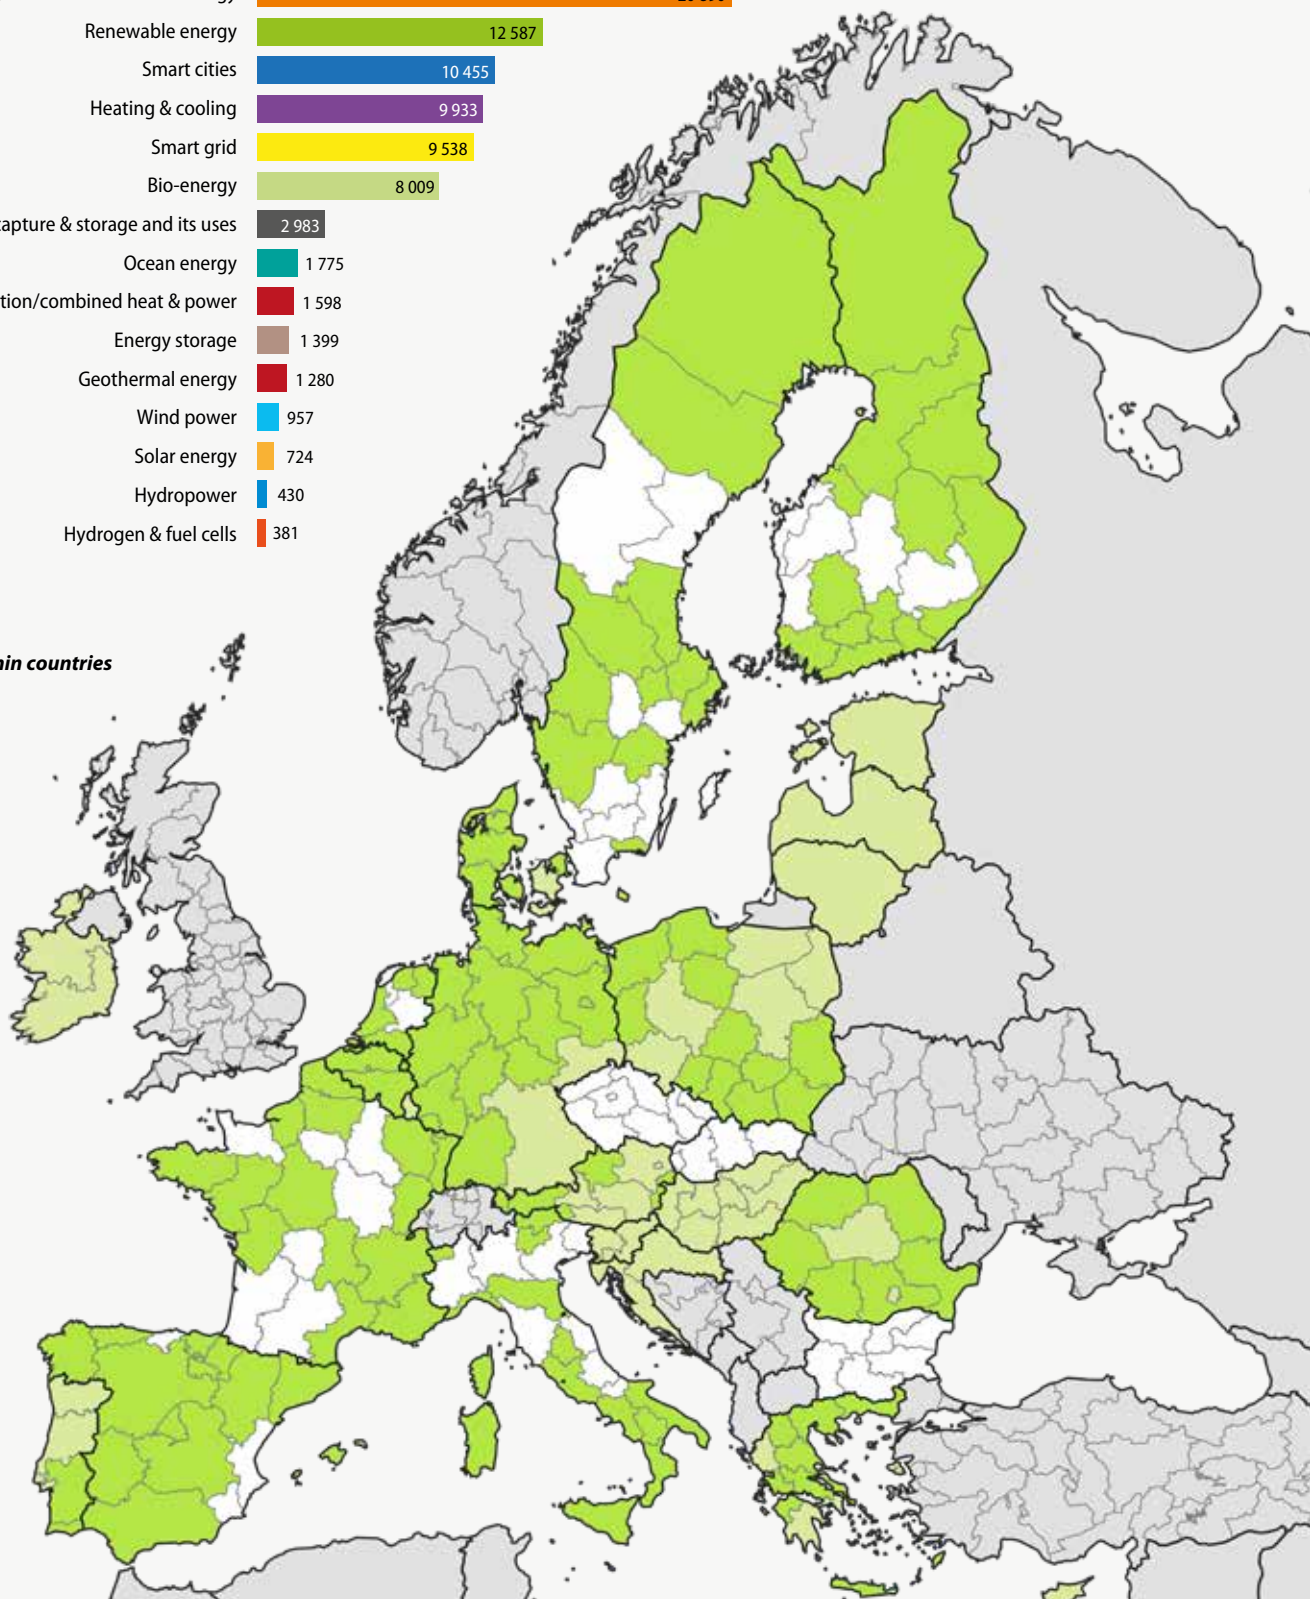 Renewable energy 12 587
Smart cities 10 455
Heating & cooling 9 933
Smart grid 9 538
Bio-energy 8 009
capture & storage and its uses 2 983
Ocean energy 1 775
tion/combined heat & power 1 598
Energy storage 1 399
Geothermal energy 1 280
Wind power 957
Solar energy 724
Hydropower 430
Hydrogen & fuel cells 381
hin countries